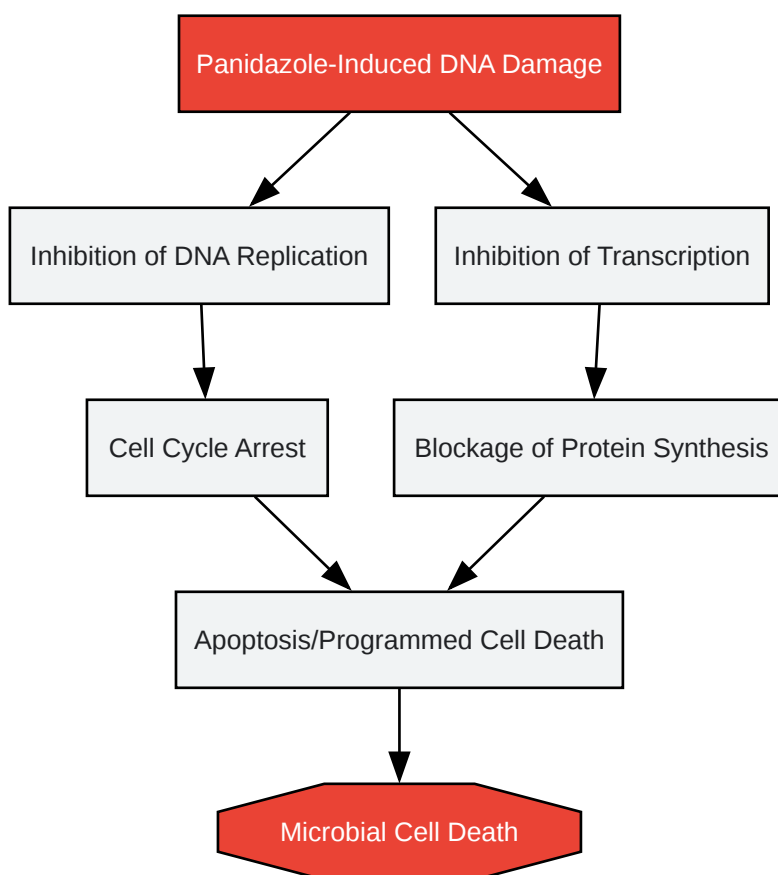 Panidazole-Induced DNA Damage
Inhibition of DNA Replication
Inhibition of Transcription
Cell Cycle Arrest
Blockage of Protein Synthesis
Apoptosis/Programmed Cell Death
Microbial Cell Death